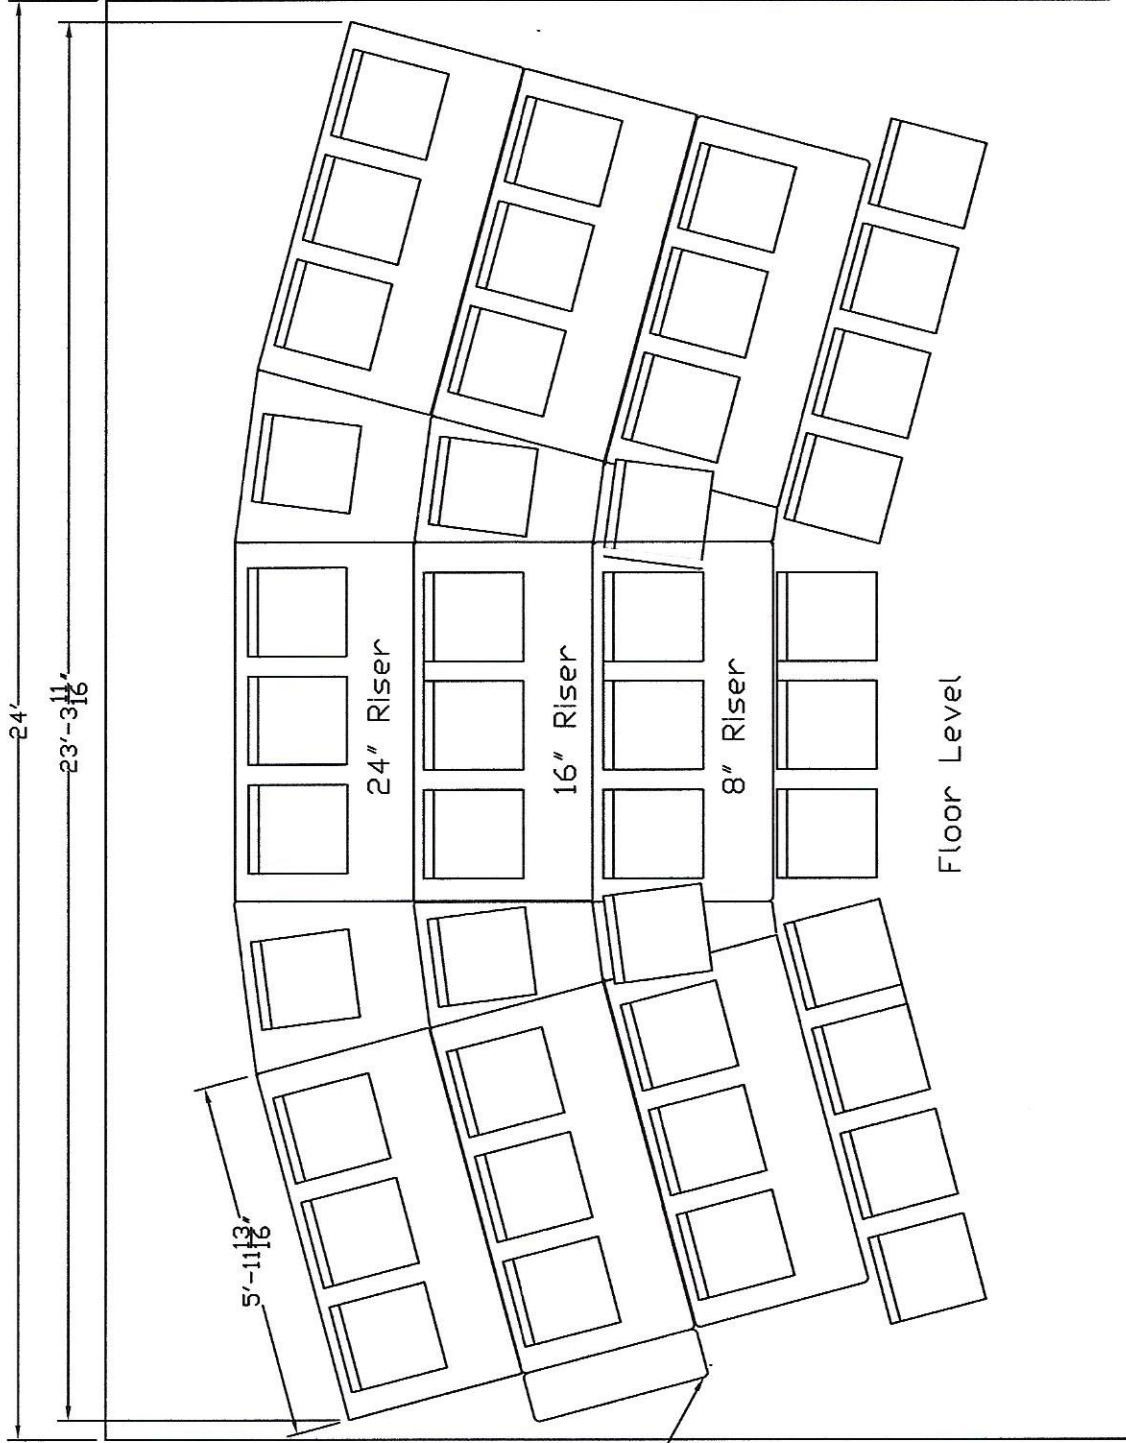 24'
23'-3 11/16"
5'-11 13/16"
24" Riser
16" Riser
8" Riser
Floor Level